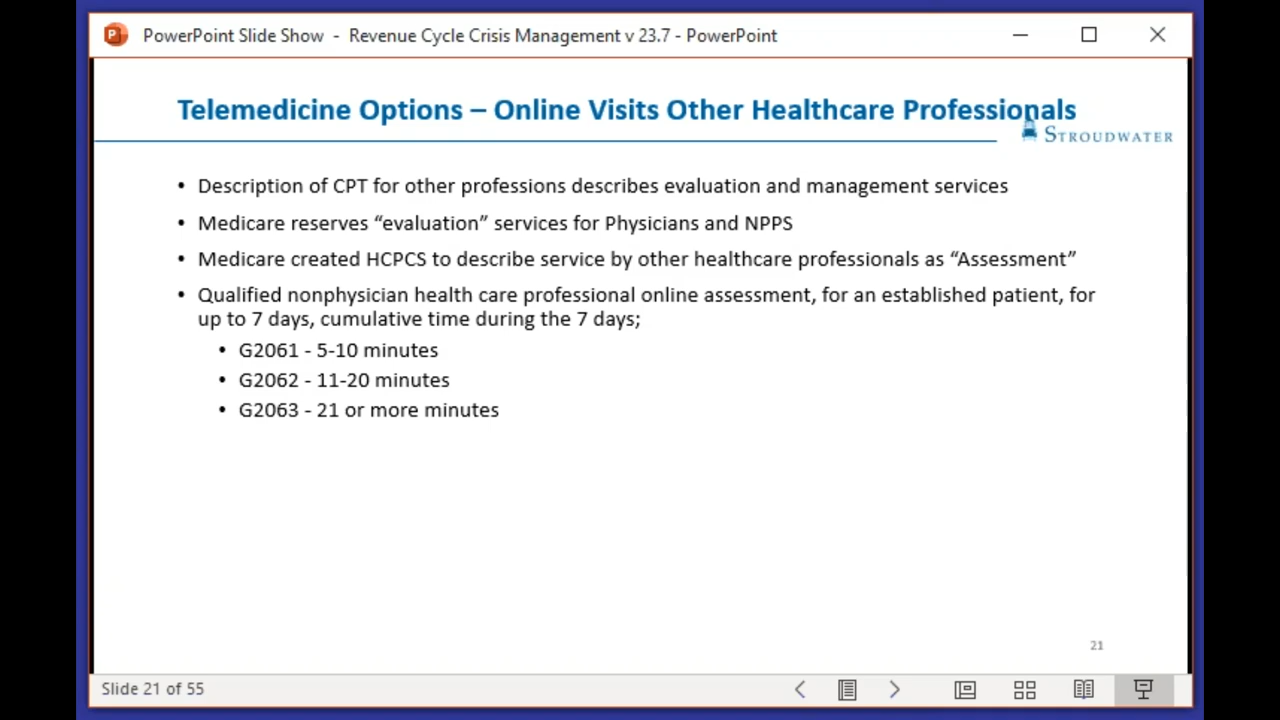 PowerPoint Slide Show - Revenue Cycle Crisis Management v 23.7 - PowerPoint
Telemedicine Options – Online Visits Other Healthcare Professionals
STROUDWATER
• Description of CPT for other professions describes evaluation and management services
• Medicare reserves “evaluation” services for Physicians and NPPS
• Medicare created HCPCS to describe service by other healthcare professionals as “Assessment”
• Qualified nonphysician health care professional online assessment, for an established patient, for
up to 7 days, cumulative time during the 7 days;
• G2061 - 5-10 minutes
• G2062 - 11-20 minutes
• G2063 - 21 or more minutes
21
Slide 21 of 55